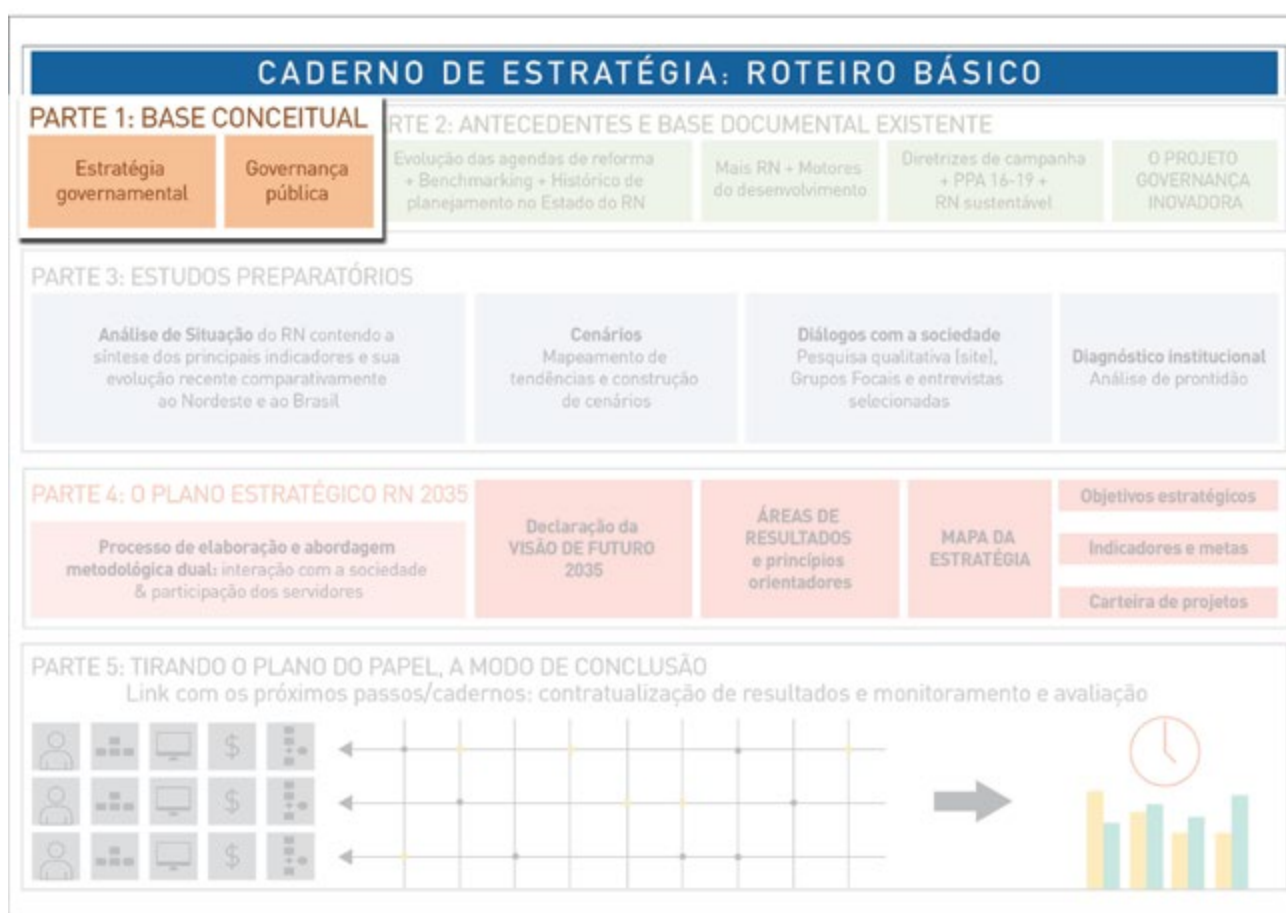 CADERNO DE ESTRATÉGIA: ROTEIRO BÁSICO
PARTE 1: BASE CONCEITUAL
Estratégia
governamental
Governança
pública
RTE 2: ANTECEDENTES E BASE DOCUMENTAL EXISTENTE
Evolução das agendas de reforma
+ Benchmarking + Histórico de
planejamento no Estado do RN
Mais RN + Motores
do desenvolvimento
Diretrizes de campanha
+ PPA 16-19 +
RN sustentável
O PROJETO
GOVERNANÇA
INOVADORA
PARTE 3: ESTUDOS PREPARATÓRIOS
Análise de Situação do RN contendo a
síntese dos principais indicadores e sua
evolução recente comparativamente
ao Nordeste e ao Brasil
Cenários
Mapeamento de
tendências e construção
de cenários
Diálogos com a sociedade
Pesquisa qualitativa (site),
Grupos Focais e entrevistas
selecionadas
Diagnóstico institucional
Análise de prontidão
PARTE 4: O PLANO ESTRATÉGICO RN 2035
Processo de elaboração e abordagem
metodológica dual: interação com a sociedade
& participação dos servidores
Declaração da
VISÃO DE FUTURO
2035
ÁREAS DE
RESULTADOS
e princípios
orientadores
MAPA DA
ESTRATÉGIA
Objetivos estratégicos
Indicadores e metas
Carteira de projetos
PARTE 5: TIRANDO O PLANO DO PAPEL, A MODO DE CONCLUSÃO
Link com os próximos passos/cadernos: contratualização de resultados e monitoramento e avaliação
$
$
$